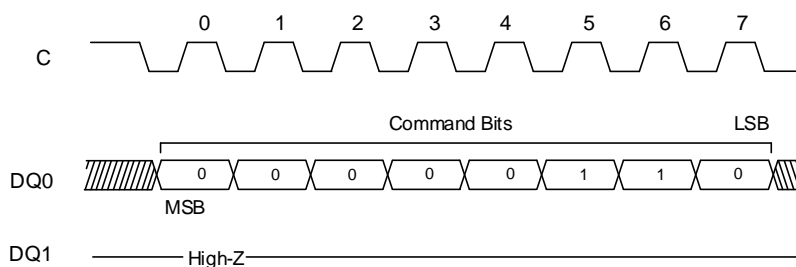 0 1 2 3 4 5 6 7
C
Command Bits LSB
DQ0 0 0 0 0 0 1 1 0
MSB
DQ1 High-Z